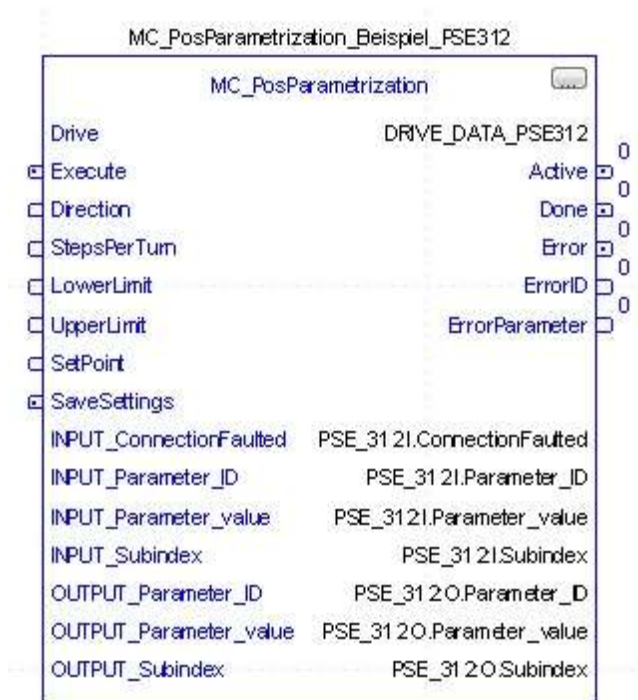 MC_PosParametrization_Beispiel_PSE312
MC_PosParametrization ...
Drive DRIVE_DATA_PSE312
0
Execute Active
0
Direction Done
0
StepsPerTurn Error
0
LowerLimit ErrorID
0
UpperLimit ErrorParameter
SetPoint
SaveSettings
INPUT_ConnectionFaulted PSE_312I.ConnectionFaulted
INPUT_Parameter_ID PSE_312I.Parameter_ID
INPUT_Parameter_value PSE_312I.Parameter_value
INPUT_Subindex PSE_312I.Subindex
OUTPUT_Parameter_ID PSE_312O.Parameter_ID
OUTPUT_Parameter_value PSE_312O.Parameter_value
OUTPUT_Subindex PSE_312O.Subindex